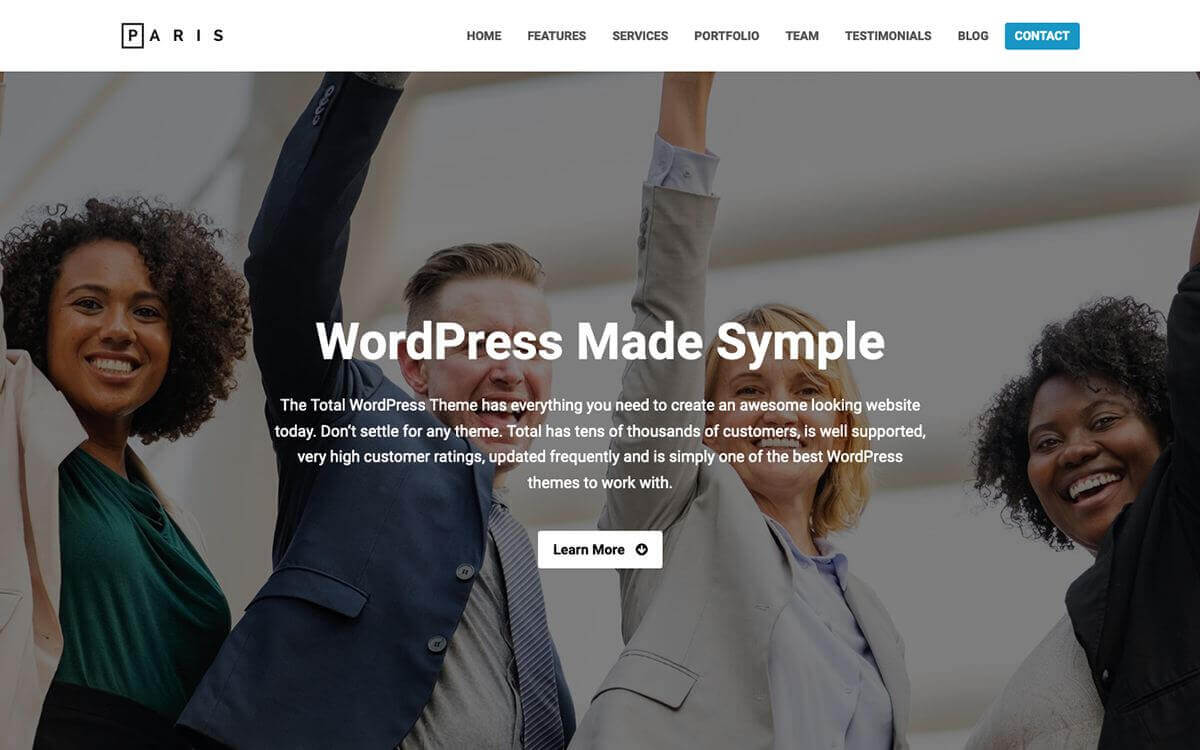 PARIS
HOME FEATURES SERVICES PORTFOLIO TEAM TESTIMONIALS BLOG CONTACT
WordPress Made Symple
The Total WordPress Theme has everything you need to create an awesome looking website
today. Don’t settle for any theme. Total has tens of thousands of customers, is well supported,
very high customer ratings, updated frequently and is simply one of the best WordPress
themes to work with.
Learn More